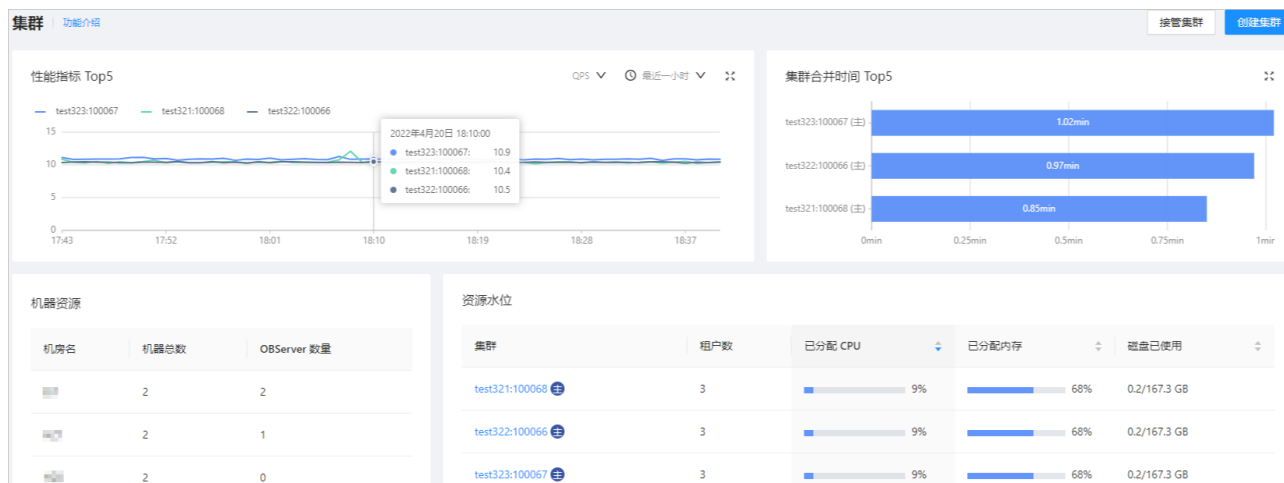 集群 功能介绍 接管集群 创建集群
性能指标 Top5 QPS 最近一小时
test323:100067 test321:100068 test322:100066
15
10
5
0
17:43 17:52 18:01 18:10 18:19 18:28 18:37
2022年4月20日 18:10:00
test323:100067: 10.9
test321:100068: 10.4
test322:100066: 10.5
集群合并时间 Top5
test323:100067 (主) 1.02min
test322:100066 (主) 0.97min
test321:100068 (主) 0.85min
0min 0.25min 0.5min 0.75min 1min
机器资源
机房名 机器总数 OBServer 数量
2 2
2 1
2 0
资源水位
集群 租户数 已分配 CPU 已分配内存 磁盘已使用
test321:100068 主 3 9% 68% 0.2/167.3 GB
test322:100066 主 3 9% 68% 0.2/167.3 GB
test323:100067 主 3 9% 68% 0.2/167.3 GB